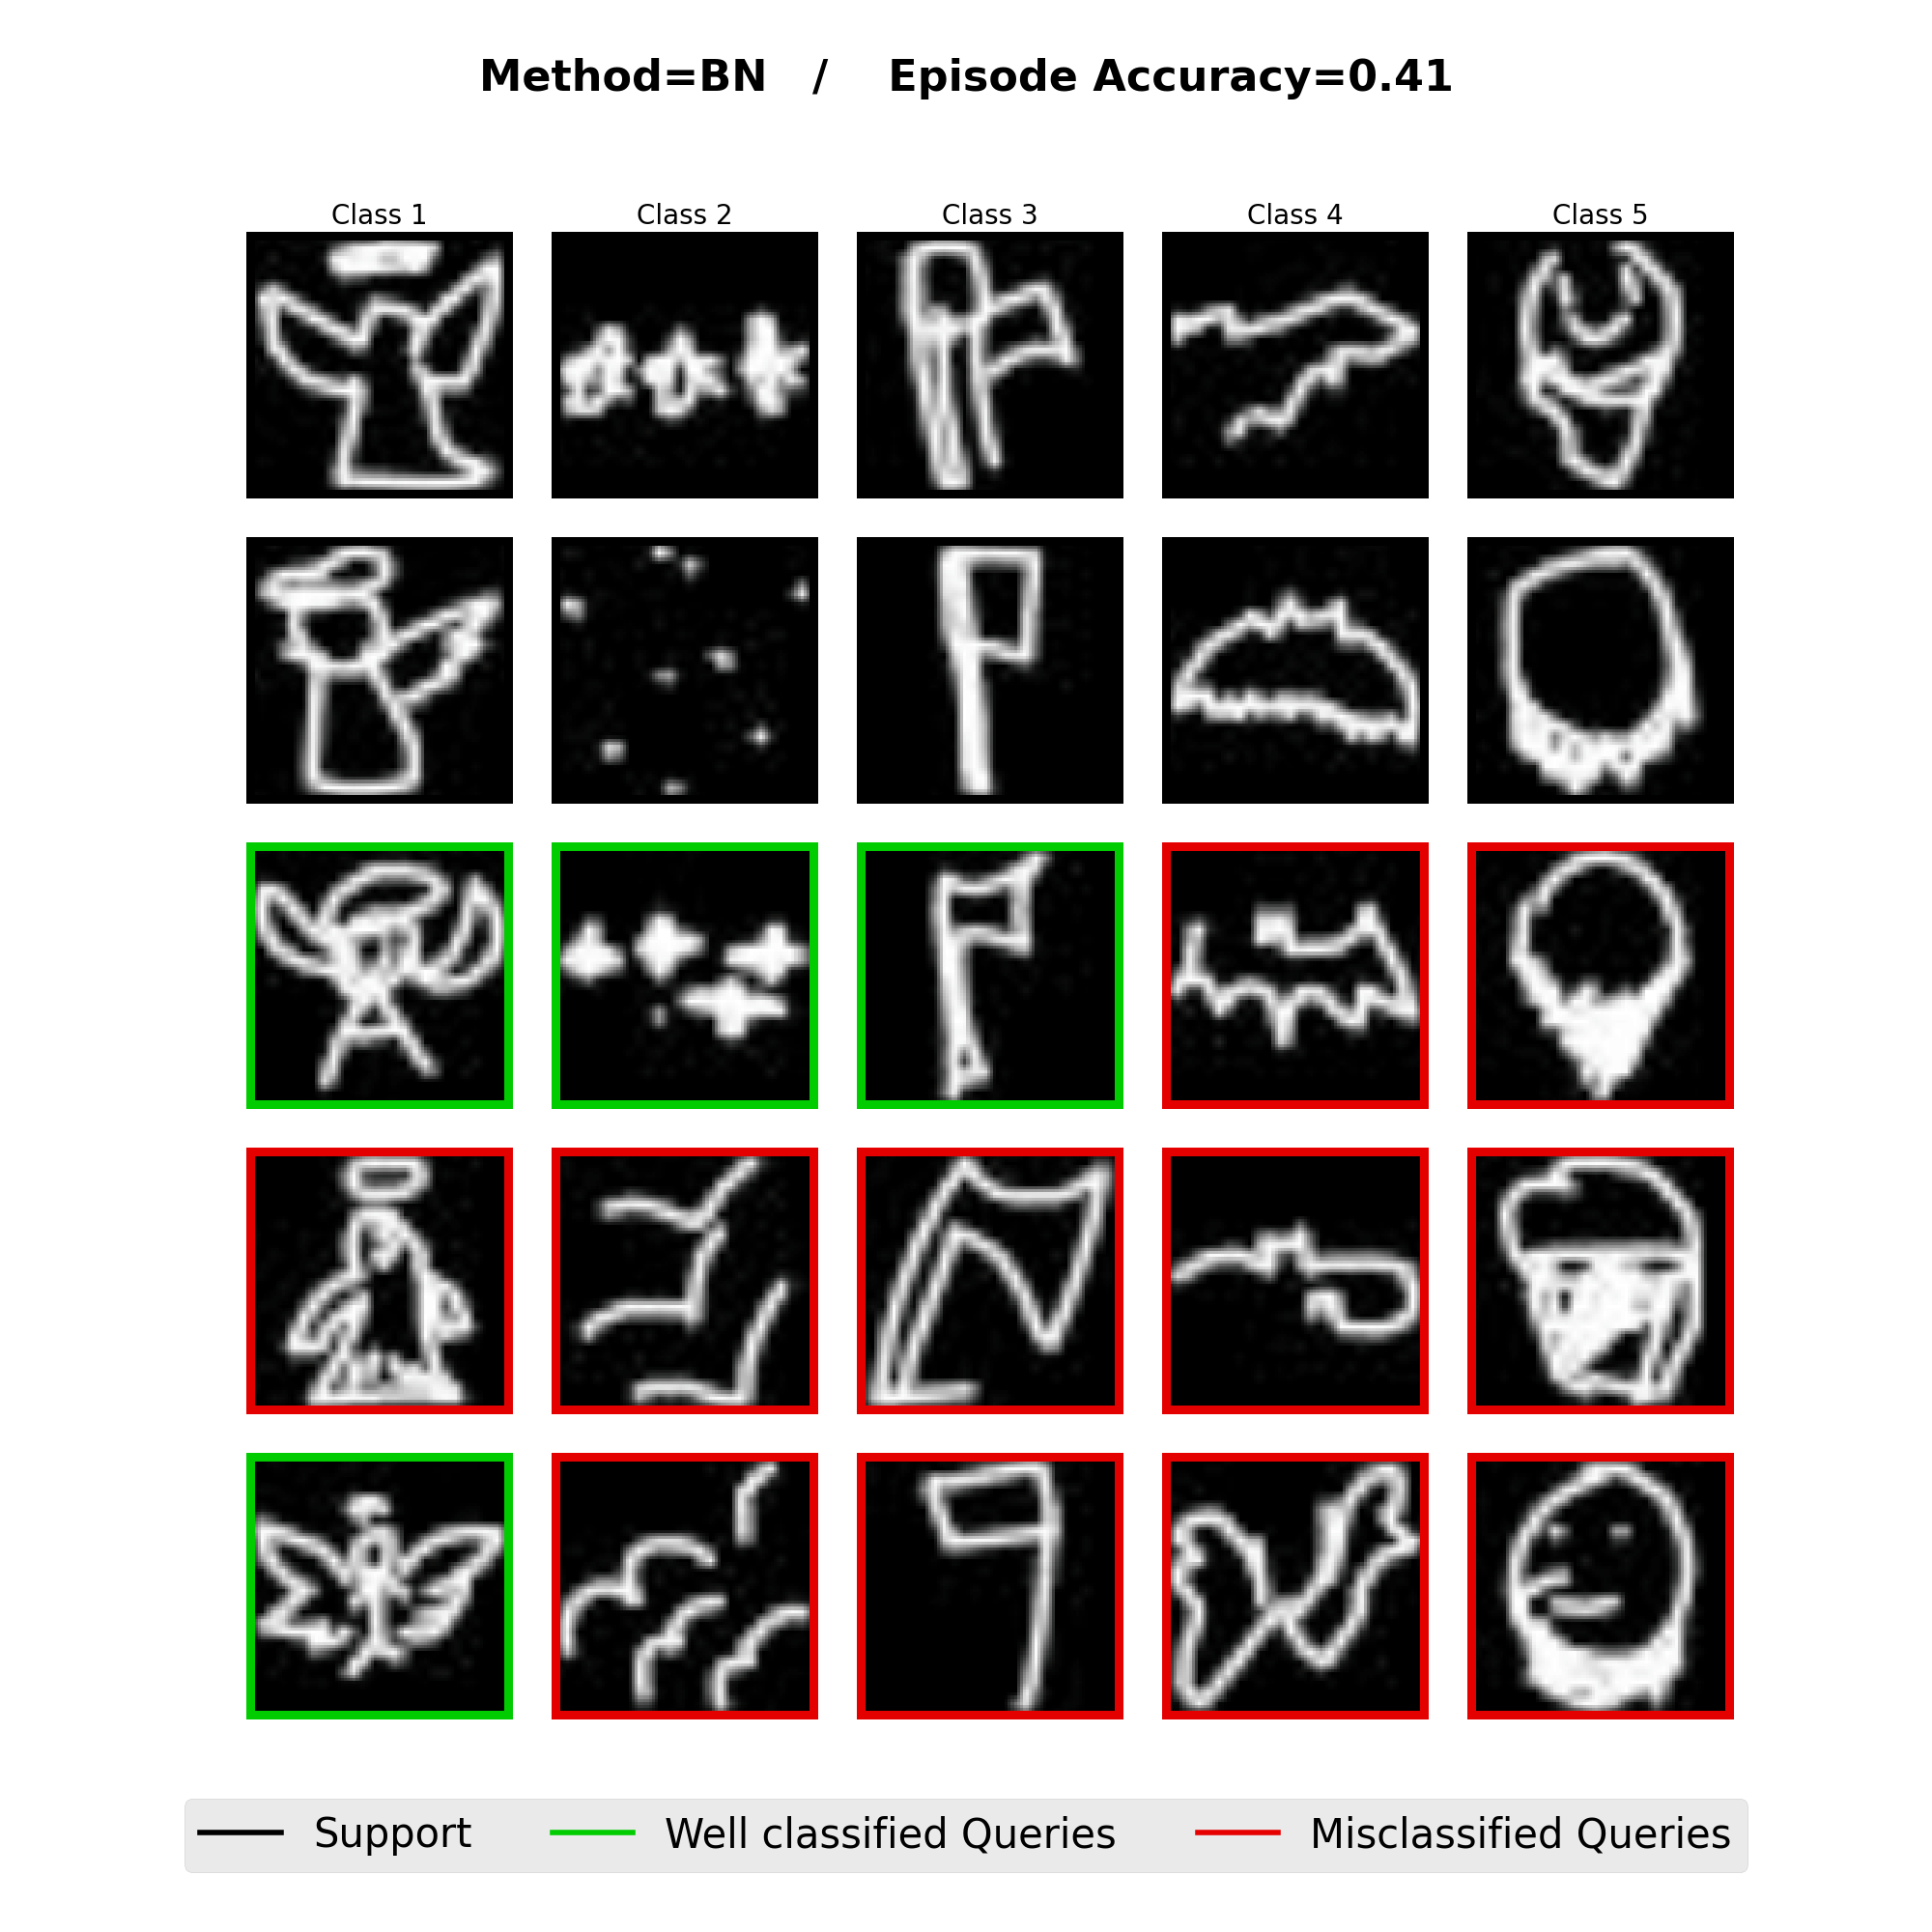 Method=BN / Episode Accuracy=0.41
Class 1 Class 2 Class 3 Class 4 Class 5
Support Well classified Queries Misclassified Queries